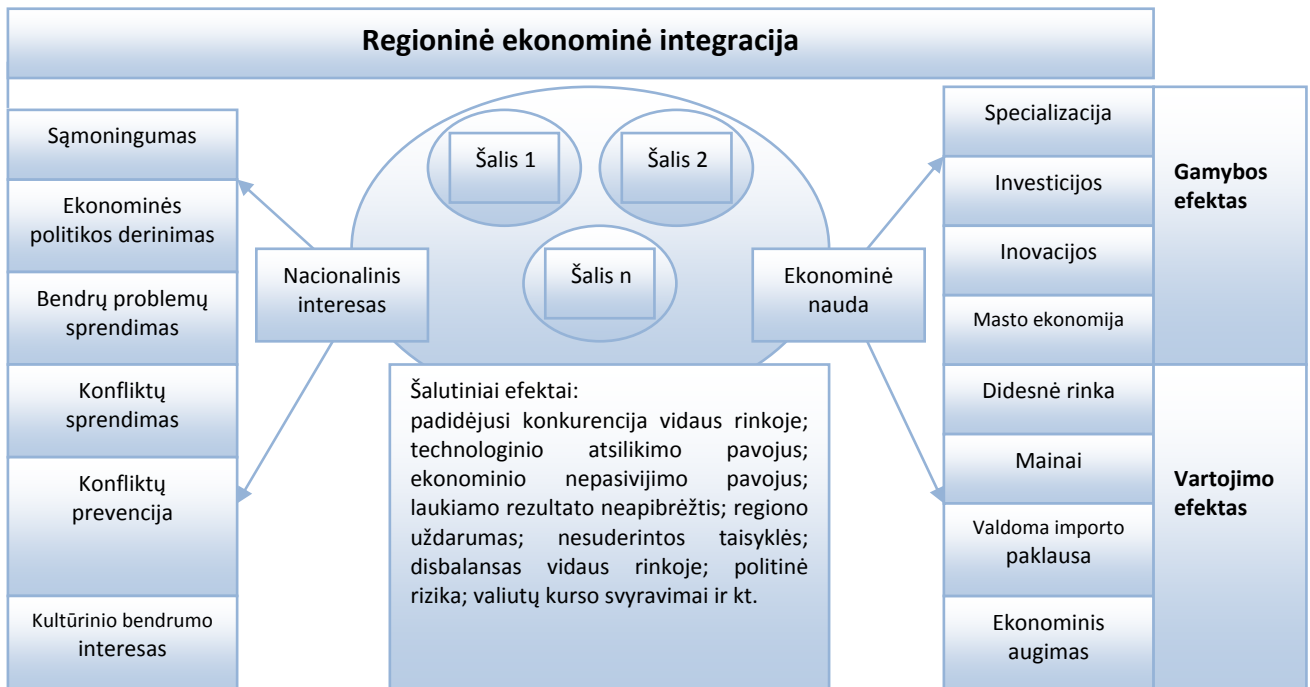 Regioninė ekonominė integracija
Sąmoningumas
Ekonominės
politikos derinimas
Bendrų problemų
sprendimas
Konfliktų
sprendimas
Konfliktų
prevencija
Kultūrinio bendrumo
interesas
Nacionalinis
interesas
Šalis 1
Šalis 2
Šalis n
Ekonominė
nauda
Šalutiniai efektai:
padidėjusi konkurencija vidaus rinkoje;
technologinio atsilikimo pavojus;
ekonominio nepasivijimo pavojus;
laukiamo rezultato neapibrėžtis; regiono
uždarumas; nesuderintos taisyklės;
disbalansas vidaus rinkoje; politinė
rizika; valiutų kurso svyravimai ir kt.
Specializacija
Investicijos
Inovacijos
Masto ekonomija
Didesnė rinka
Mainai
Valdoma importo
paklausa
Ekonominis
augimas
Gamybos
efektas
Vartojimo
efektas